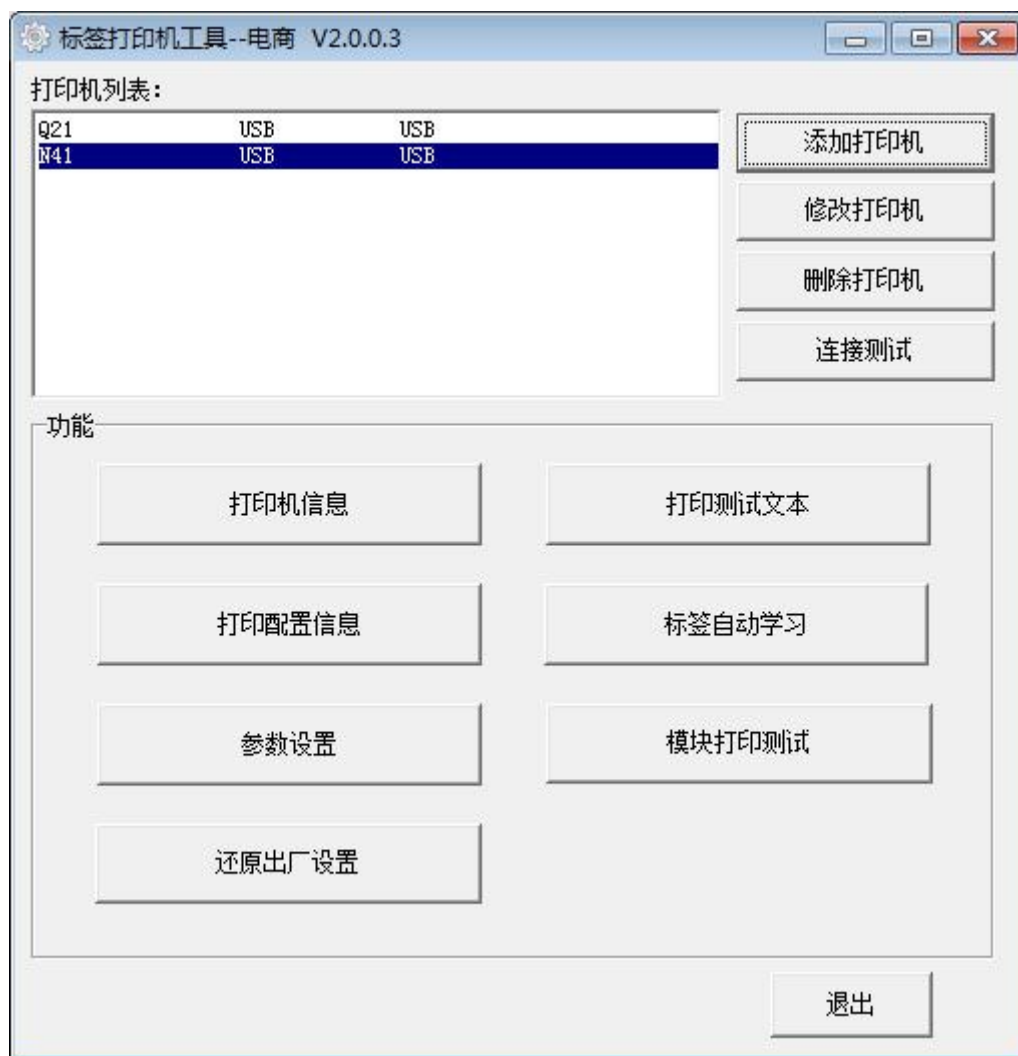 标签打印机工具--电商 V2.0.0.3
打印机列表：
Q21 USB USB
N41 USB USB
添加打印机
修改打印机
删除打印机
连接测试
功能
打印机信息
打印测试文本
打印配置信息
标签自动学习
参数设置
模块打印测试
还原出厂设置
退出